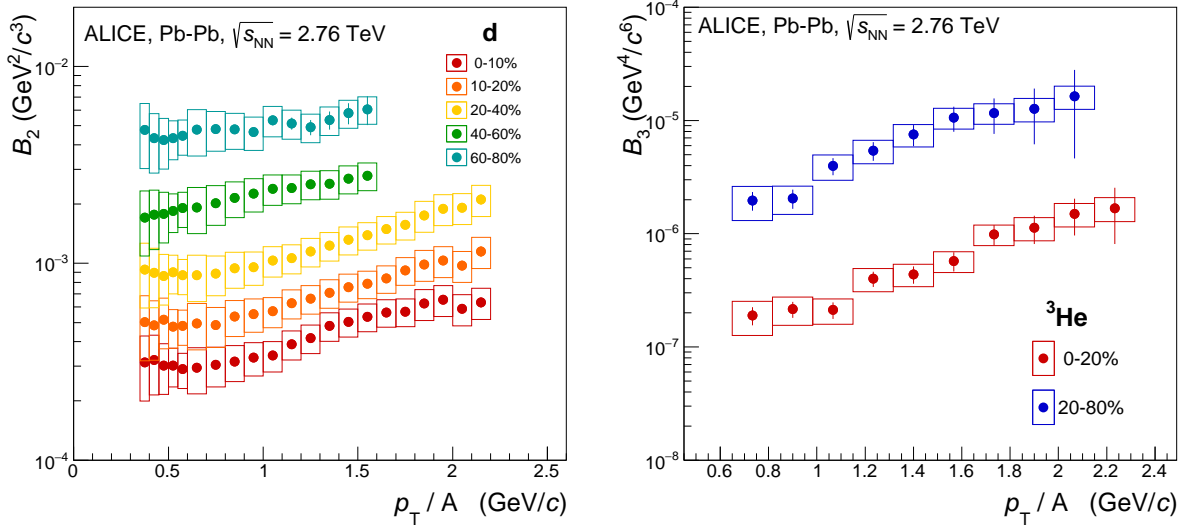 ALICE, Pb-Pb, √s_NN = 2.76 TeV
d
0-10%
10-20%
20-40%
40-60%
60-80%
B₂ (GeV²/c³)
10⁻²
10⁻³
10⁻⁴
0 0.5 1 1.5 2 2.5
p_T / A (GeV/c)
ALICE, Pb-Pb, √s_NN = 2.76 TeV
B₃ (GeV⁴/c⁶)
10⁻⁴
10⁻⁵
10⁻⁶
10⁻⁷
10⁻⁸
³He
0-20%
20-80%
0.6 0.8 1 1.2 1.4 1.6 1.8 2 2.2 2.4
p_T / A (GeV/c)